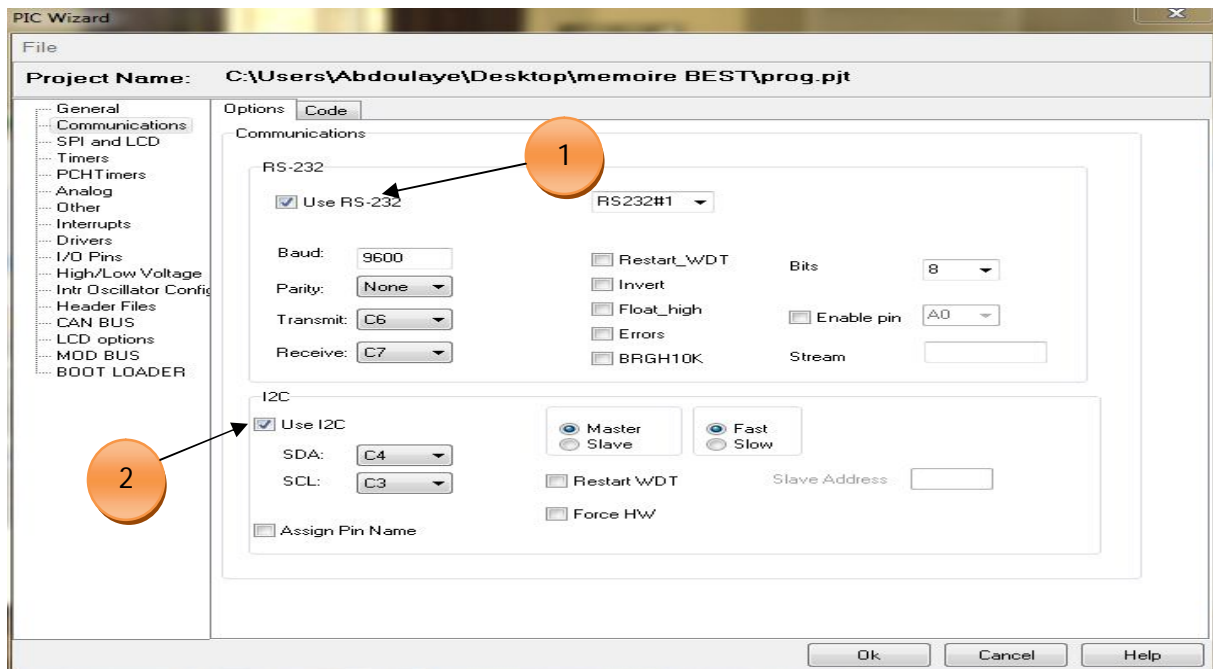 PIC Wizard
File
Project Name: C:\Users\Abdoulaye\Desktop\memoire BEST\prog.pjt
General
Communications
SPI and LCD
Timers
PCHTimers
Analog
Other
Interrupts
Drivers
I/O Pins
High/Low Voltage
Intr Oscillator Config
Header Files
CAN BUS
LCD options
MOD BUS
BOOT LOADER
Options Code
Communications
RS-232
1
Use RS-232 RS232#1
Baud: 9600
Parity: None
Transmit: C6
Receive: C7
Restart_WDT
Invert
Float_high
Errors
BRGH10K
Bits 8
Enable pin A0
Stream
I2C
2
Use I2C
SDA: C4
SCL: C3
Assign Pin Name
Master
Slave
Fast
Slow
Restart WDT
Slave Address
Force HW
Ok Cancel Help